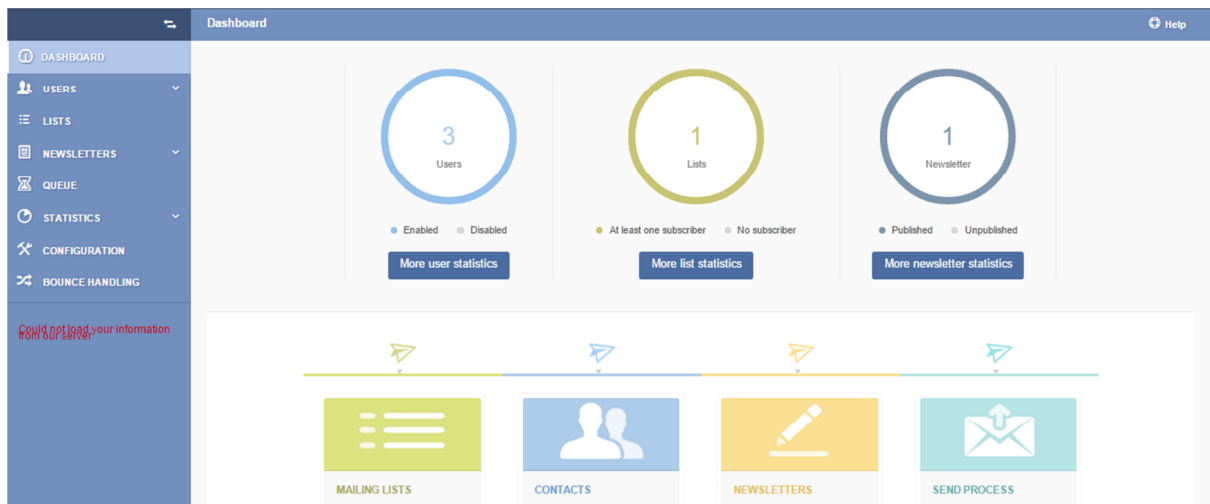 Dashboard
Help
DASHBOARD
USERS
LISTS
NEWSLETTERS
QUEUE
STATISTICS
CONFIGURATION
BOUNCE HANDLING
Could not load your information
from our server
3
Users
1
Lists
1
Newsletter
Enabled Disabled
At least one subscriber No subscriber
Published Unpublished
More user statistics
More list statistics
More newsletter statistics
MAILING LISTS
CONTACTS
NEWSLETTERS
SEND PROCESS